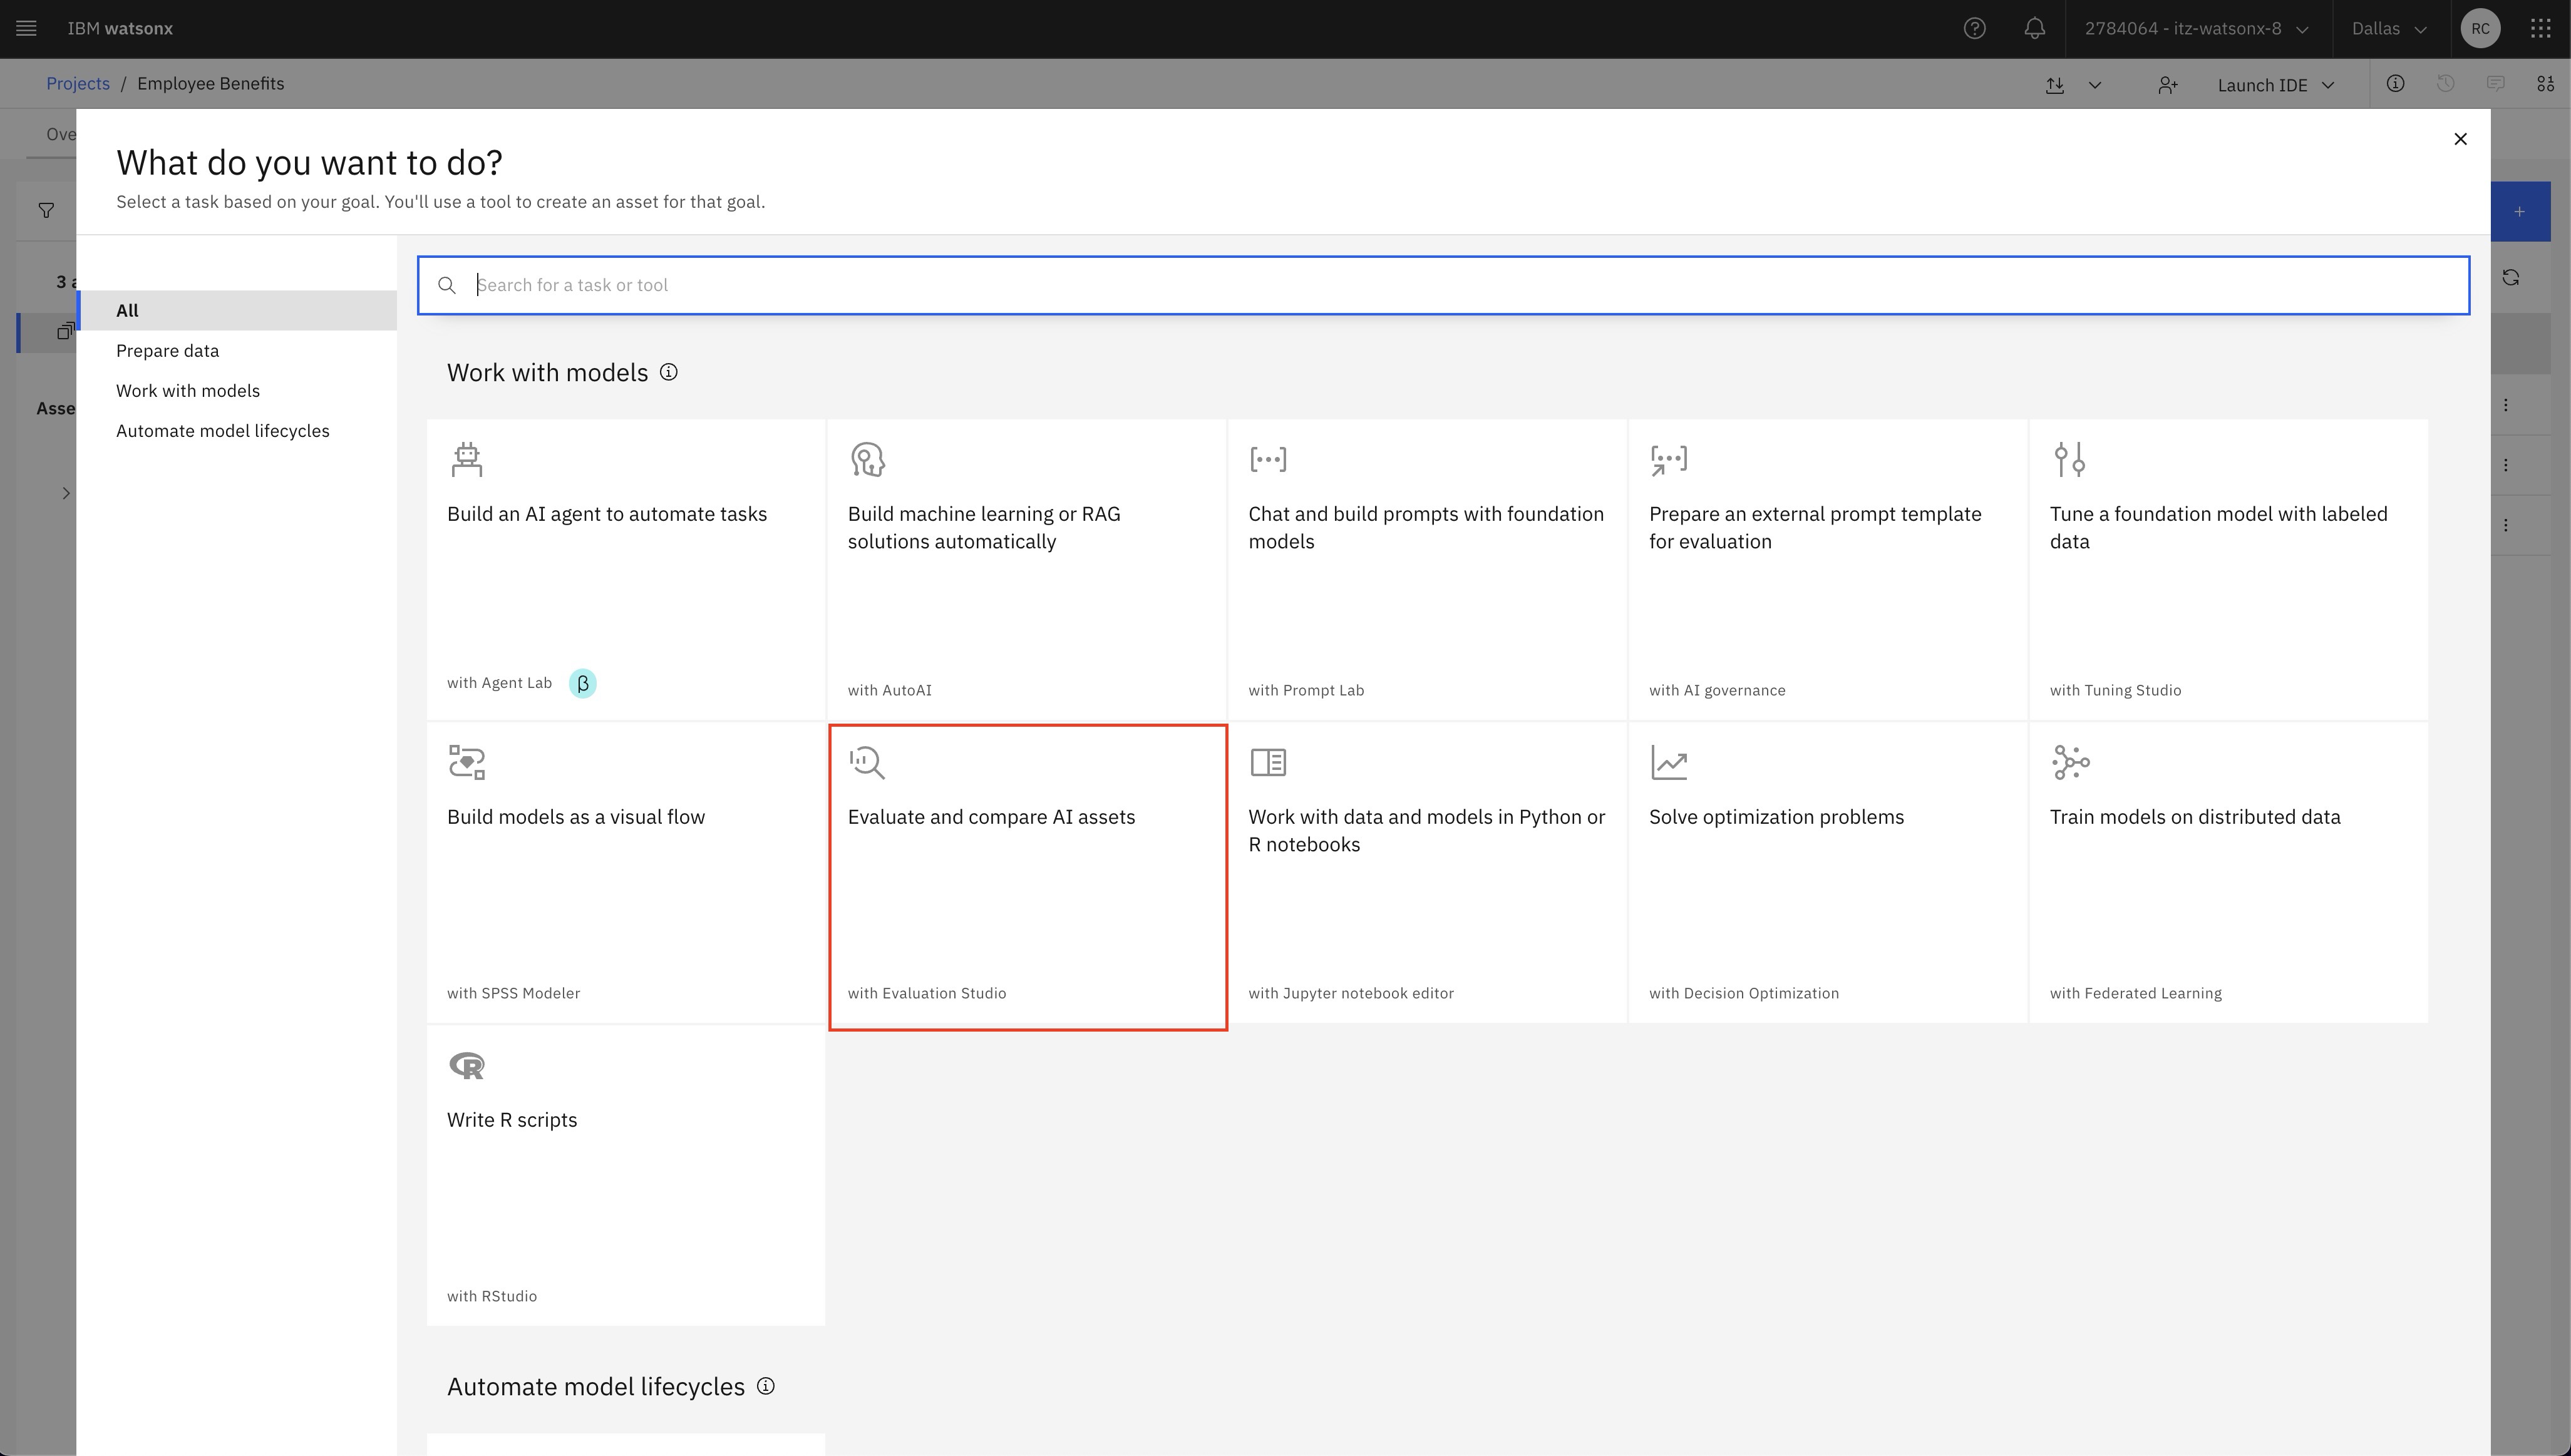 IBM watsonx
2784064 - itz-watsonx-8
Dallas
RC
Projects / Employee Benefits
Launch IDE
Ove
What do you want to do?
Select a task based on your goal. You'll use a tool to create an asset for that goal.
3 a
Asse
All
Prepare data
Work with models
Automate model lifecycles
Search for a task or tool
Work with models
Build an AI agent to automate tasks
with Agent Lab β
Build machine learning or RAG
solutions automatically
with AutoAI
Chat and build prompts with foundation
models
with Prompt Lab
Prepare an external prompt template
for evaluation
with AI governance
Tune a foundation model with labeled
data
with Tuning Studio
Build models as a visual flow
with SPSS Modeler
Evaluate and compare AI assets
with Evaluation Studio
Work with data and models in Python or
R notebooks
with Jupyter notebook editor
Solve optimization problems
with Decision Optimization
Train models on distributed data
with Federated Learning
Write R scripts
with RStudio
Automate model lifecycles